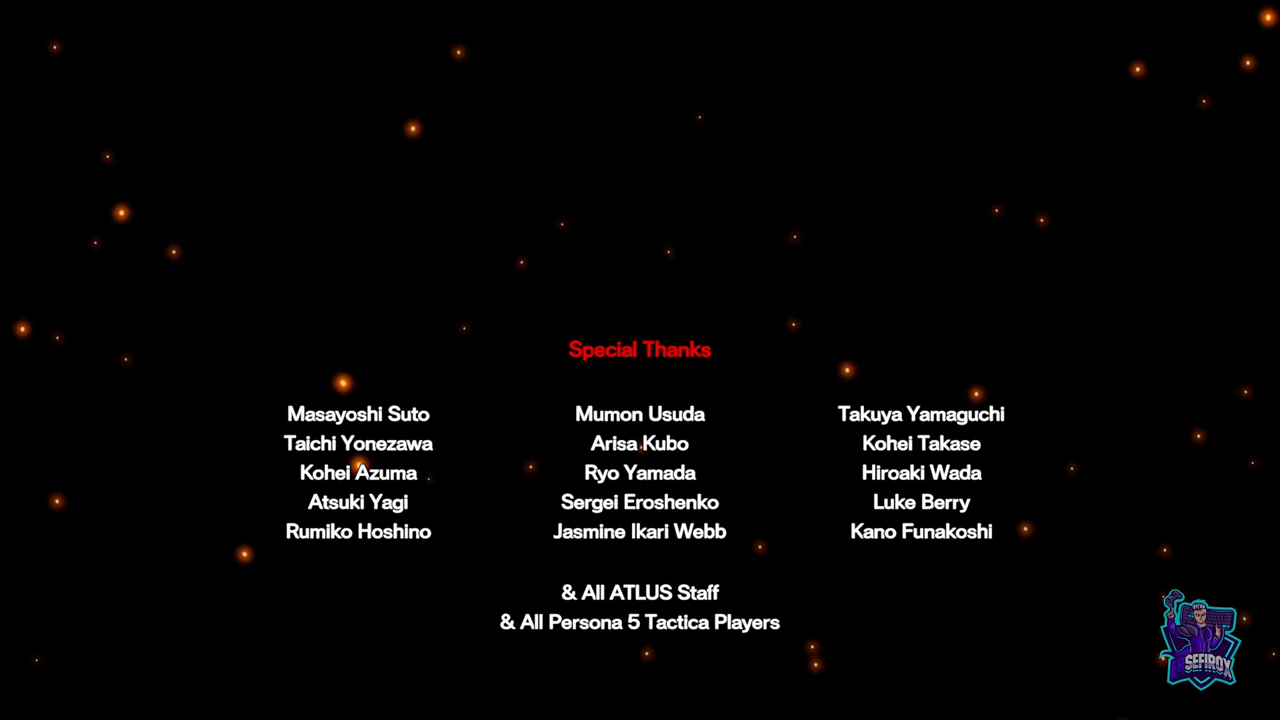 Special Thanks
Masayoshi Suto Mumon Usuda Takuya Yamaguchi
Taichi Yonezawa Arisa Kubo Kohei Takase
Kohei Azuma Ryo Yamada Hiroaki Wada
Atsuki Yagi Sergei Eroshenko Luke Berry
Rumiko Hoshino Jasmine Ikari Webb Kano Funakoshi
& All ATLUS Staff
& All Persona 5 Tactica Players
SEFIROX